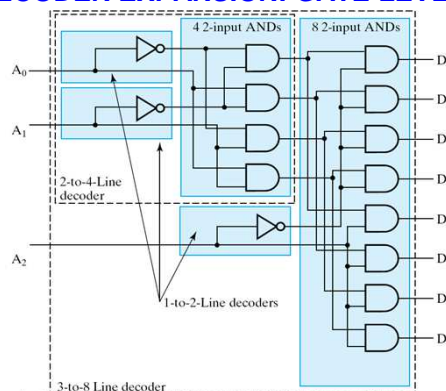 4 2-input ANDs
8 2-input ANDs
A0
A1
2-to-4-Line
decoder
A2
1-to-2-Line decoders
3-to-8 Line decoder
D
D
D
D
D
D
D
D